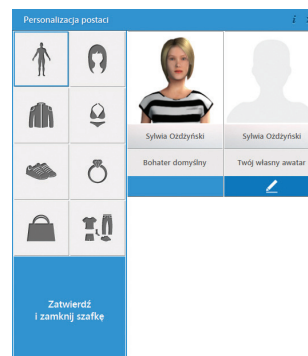 Personalizacja postaci
i
Sylwia Ożdżyński
Sylwia Ożdżyński
Bohater domyślny
Twój własny awatar
Zatwierdź
i zamknij szafkę